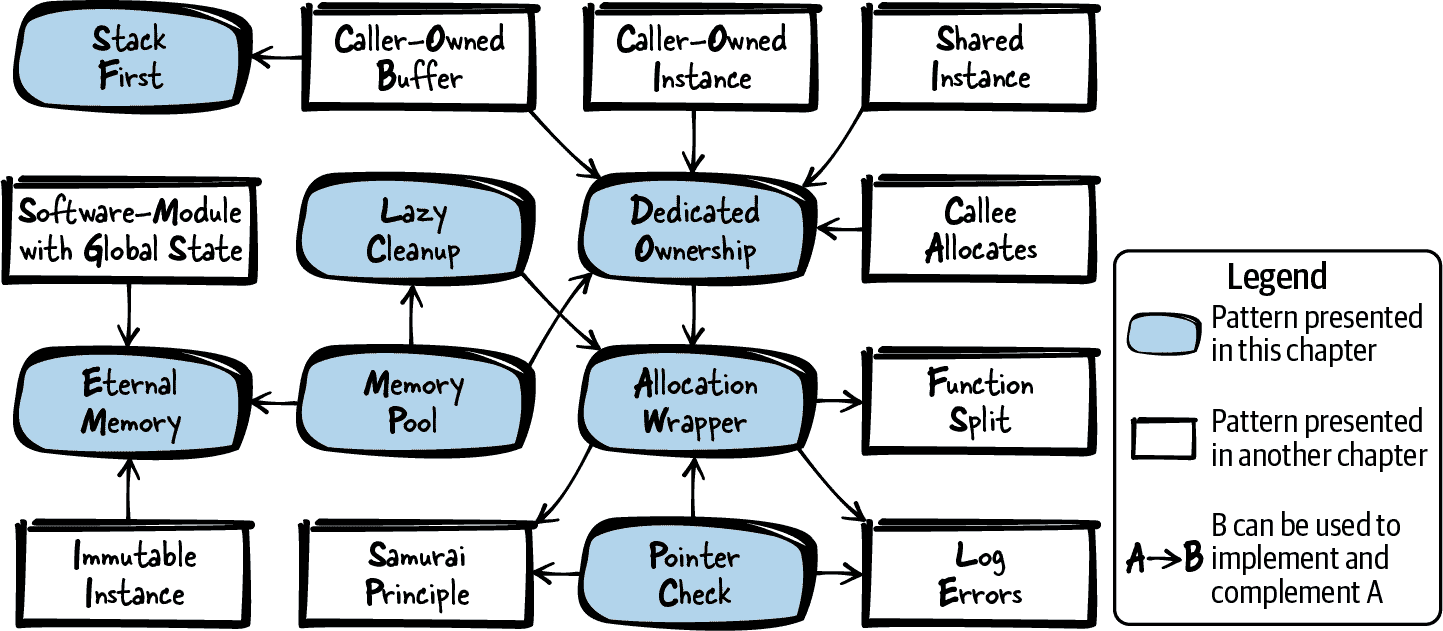 Stack
First
Caller-Owned
Buffer
Caller-Owned
Instance
Shared
Instance
Software-Module
with Global State
Lazy
Cleanup
Dedicated
Ownership
Callee
Allocates
Eternal
Memory
Memory
Pool
Allocation
Wrapper
Function
Split
Immutable
Instance
Samurai
Principle
Pointer
Check
Log
Errors
Legend
Pattern presented
in this chapter
Pattern presented
in another chapter
A→B
B can be used to
implement and
complement A